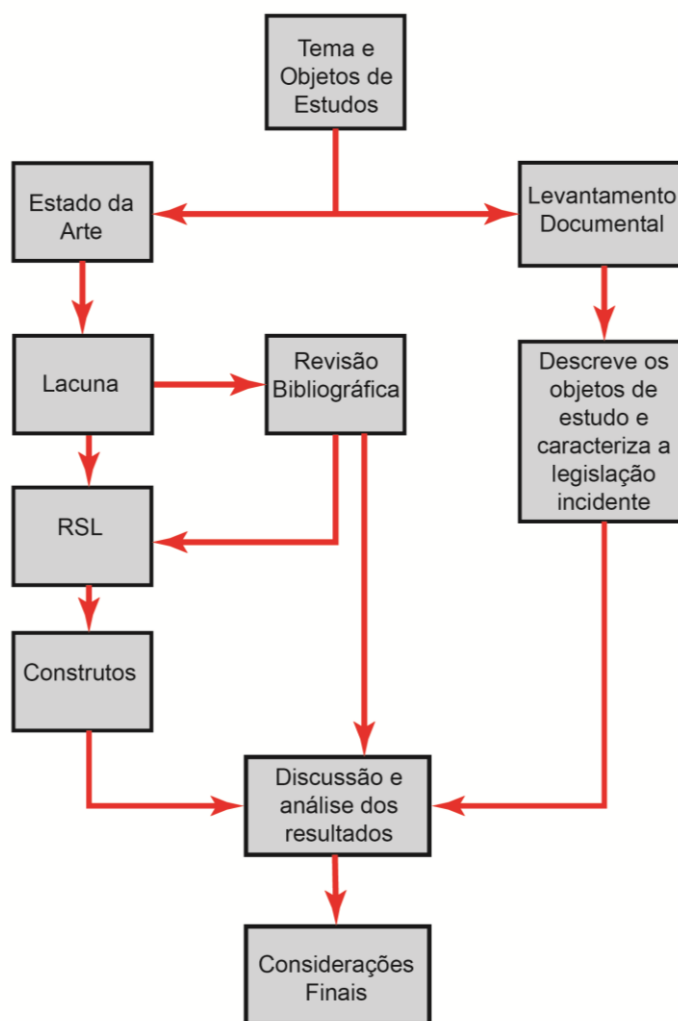 Tema e
Objetos de
Estudos
Estado da
Arte
Levantamento
Documental
Lacuna
Revisão
Bibliográfica
Descreve os
objetos de
estudo e
caracteriza a
legislação
incidente
RSL
Construtos
Discussão e
análise dos
resultados
Considerações
Finais